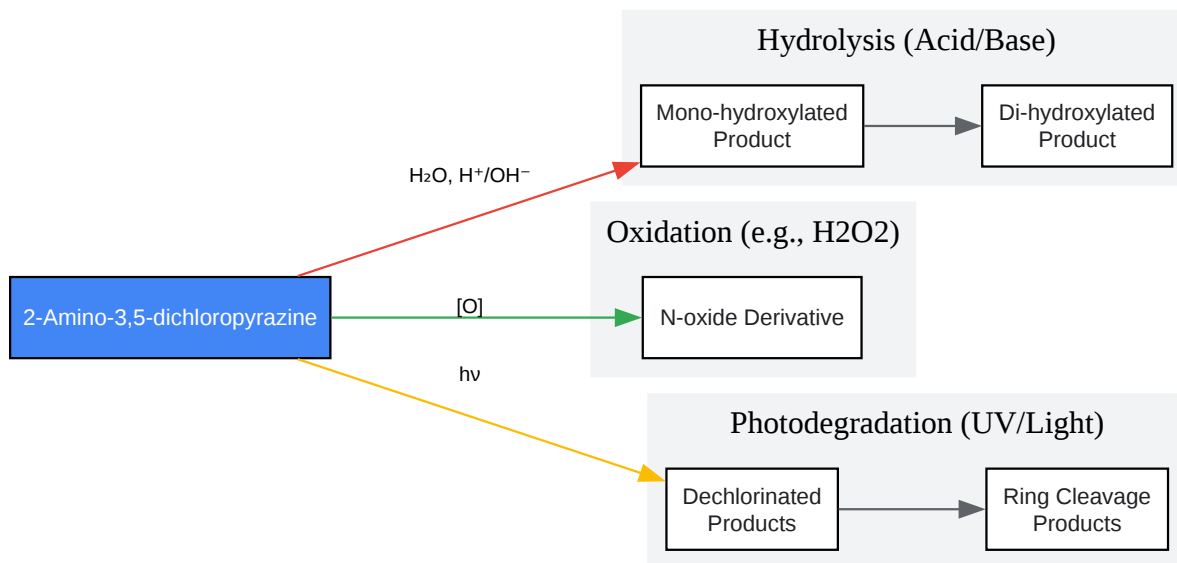 Hydrolysis (Acid/Base)
Mono-hydroxylated
Product
Di-hydroxylated
Product
H₂O, H⁺/OH⁻
Oxidation (e.g., H2O2)
2-Amino-3,5-dichloropyrazine
[O]
N-oxide Derivative
hν
Photodegradation (UV/Light)
Dechlorinated
Products
Ring Cleavage
Products